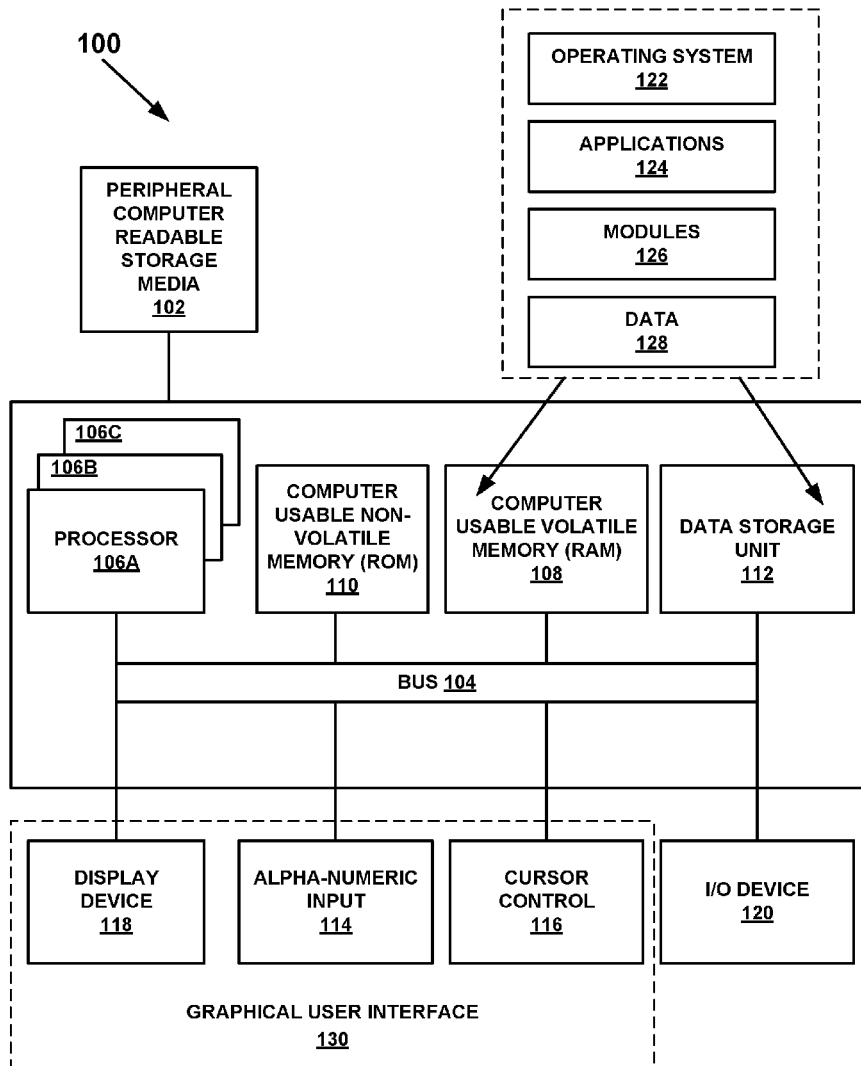 100
OPERATING SYSTEM
122
APPLICATIONS
124
MODULES
126
DATA
128
PERIPHERAL
COMPUTER
READABLE
STORAGE
MEDIA
102
106C
106B
PROCESSOR
106A
COMPUTER
USABLE NON-
VOLATILE
MEMORY (ROM)
110
COMPUTER
USABLE VOLATILE
MEMORY (RAM)
108
DATA STORAGE
UNIT
112
BUS 104
DISPLAY
DEVICE
118
ALPHA-NUMERIC
INPUT
114
CURSOR
CONTROL
116
I/O DEVICE
120
GRAPHICAL USER INTERFACE
130